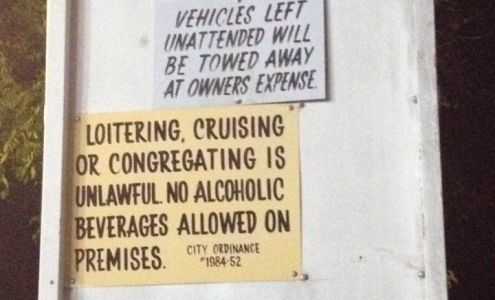 VEHICLES LEFT
UNATTENDED WILL
BE TOWED AWAY
AT OWNERS EXPENSE.
LOITERING, CRUISING
OR CONGREGATING IS
UNLAWFUL. NO ALCOHOLIC
BEVERAGES ALLOWED ON
PREMISES. CITY ORDINANCE
#1984-52